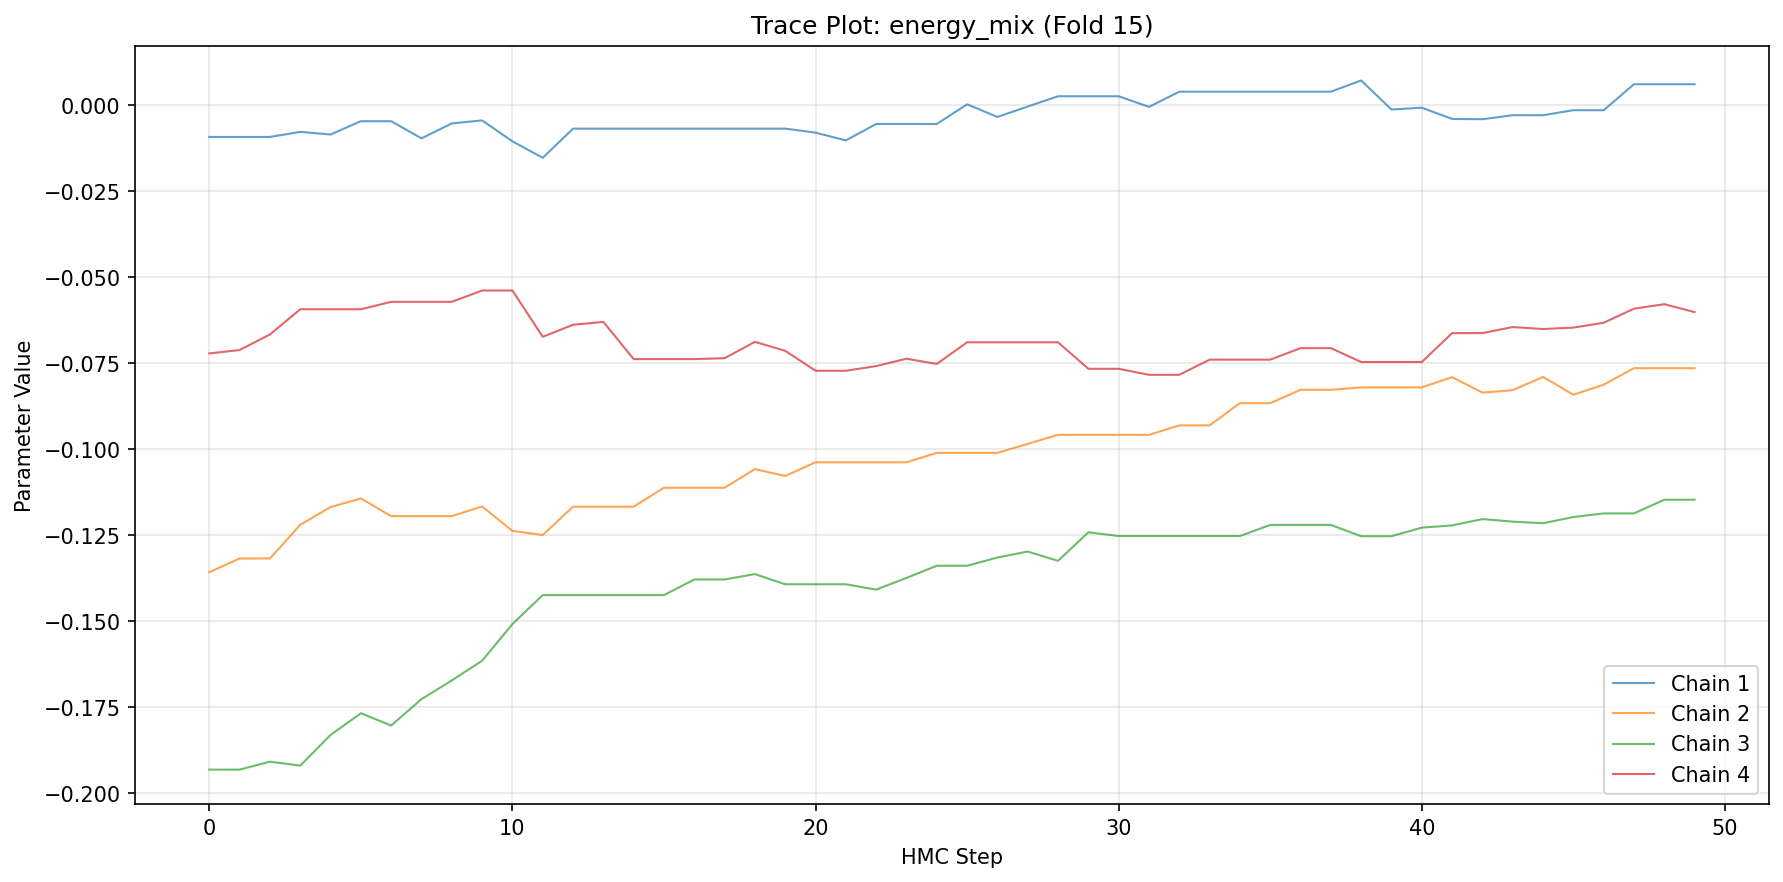 Trace Plot: energy_mix (Fold 15)
Parameter Value
0.000
−0.025
−0.050
−0.075
−0.100
−0.125
−0.150
−0.175
−0.200
Chain 1
Chain 2
Chain 3
Chain 4
0 10 20 30 40 50
HMC Step